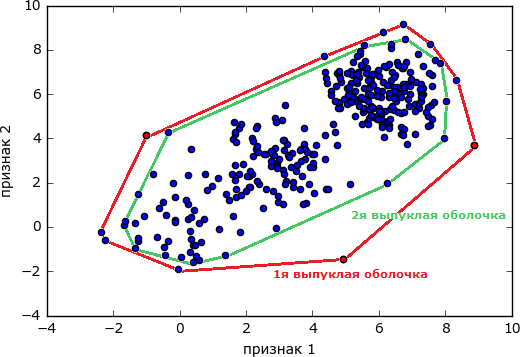 10
8
6
4
2
0
−2
−4
признак 2
2я выпуклая оболочка
1я выпуклая оболочка
−4 −2 0 2 4 6 8 10
признак 1